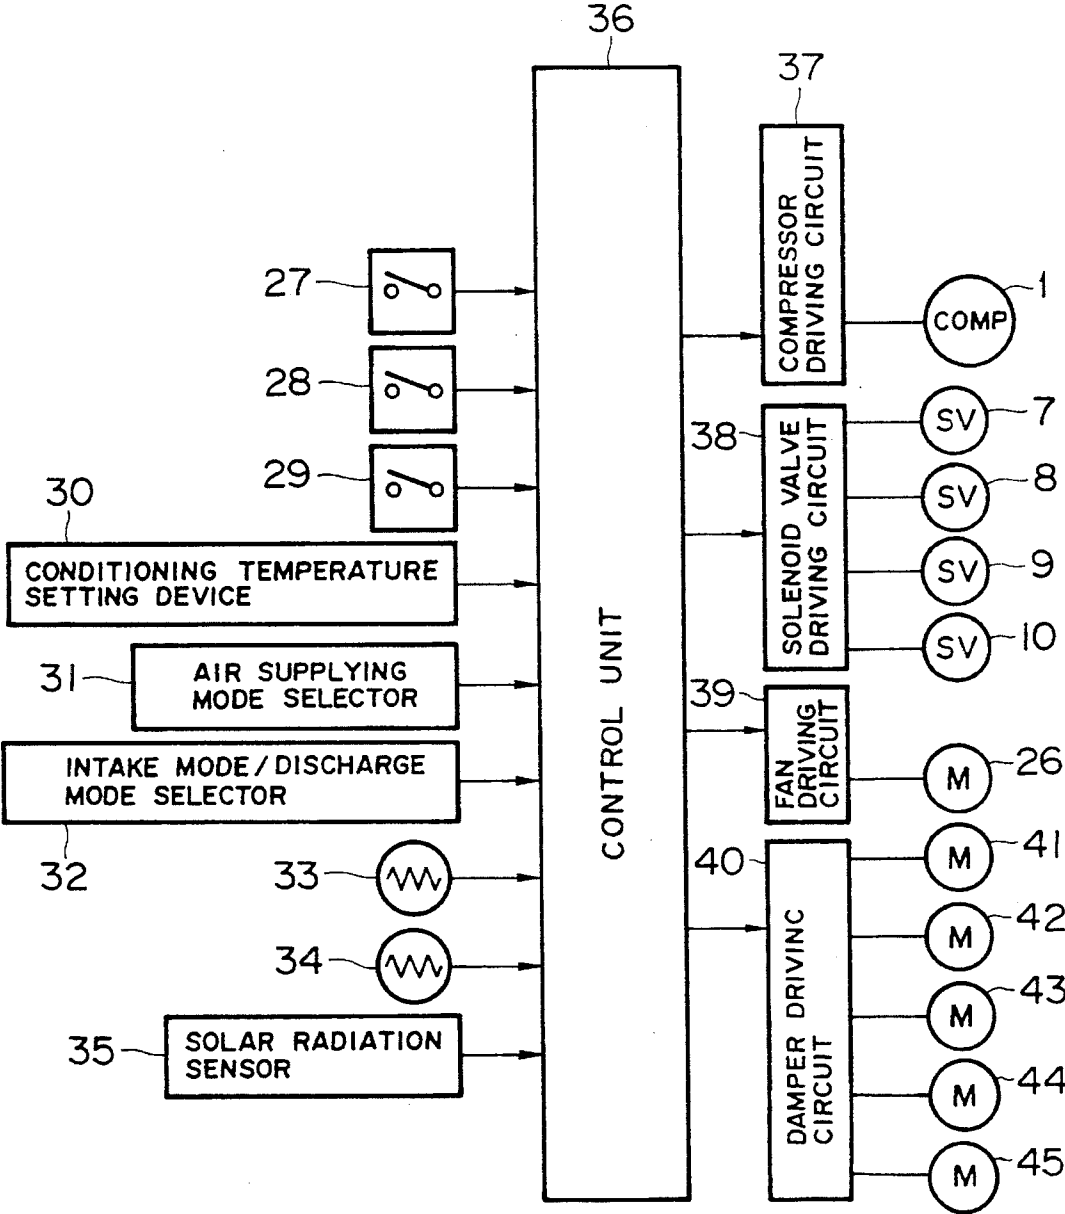 36
37
27
28
29
30
CONDITIONING TEMPERATURE
SETTING DEVICE
31
AIR SUPPLYING
MODE SELECTOR
INTAKE MODE/DISCHARGE
MODE SELECTOR
32
33
34
35
SOLAR RADIATION
SENSOR
CONTROL UNIT
COMPRESSOR
DRIVING CIRCUIT
COMP
1
38
SOLENOID VALVE
DRIVING CIRCUIT
SV
7
SV
8
SV
9
SV
10
39
FAN
DRIVING
CIRCUIT
M
26
40
DAMPER DRIVINC
CIRCUIT
M
41
M
42
M
43
M
44
M
45